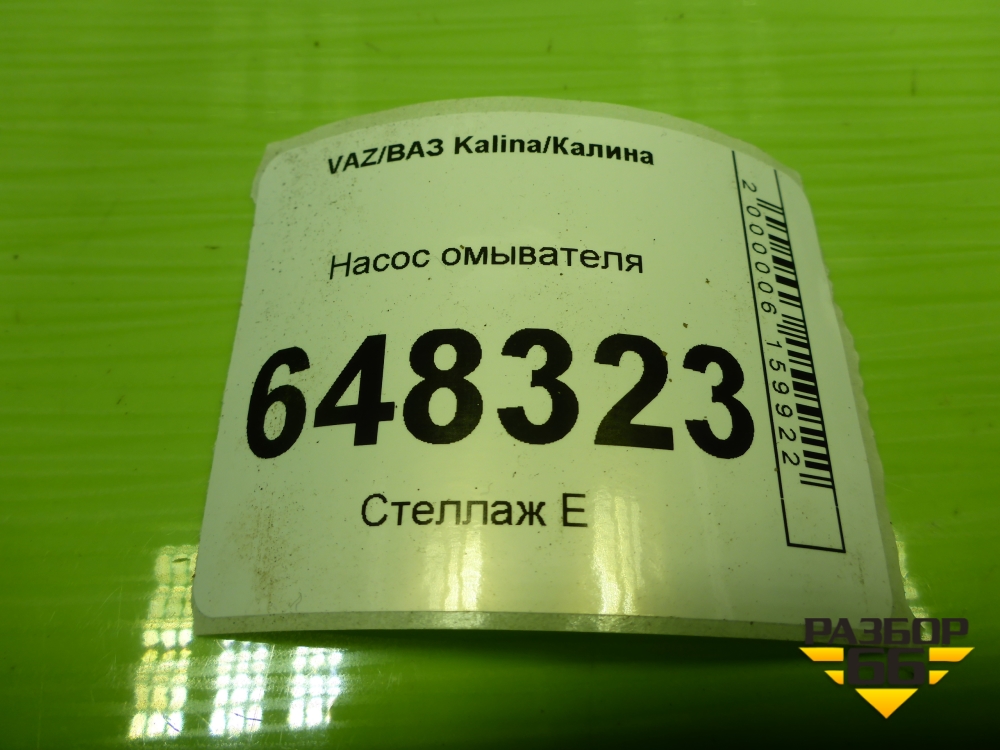 VAZ/ВАЗ Kalina/Калина
Насос омывателя
648323
Стеллаж Е
2000006159922
РАЗБОР
66